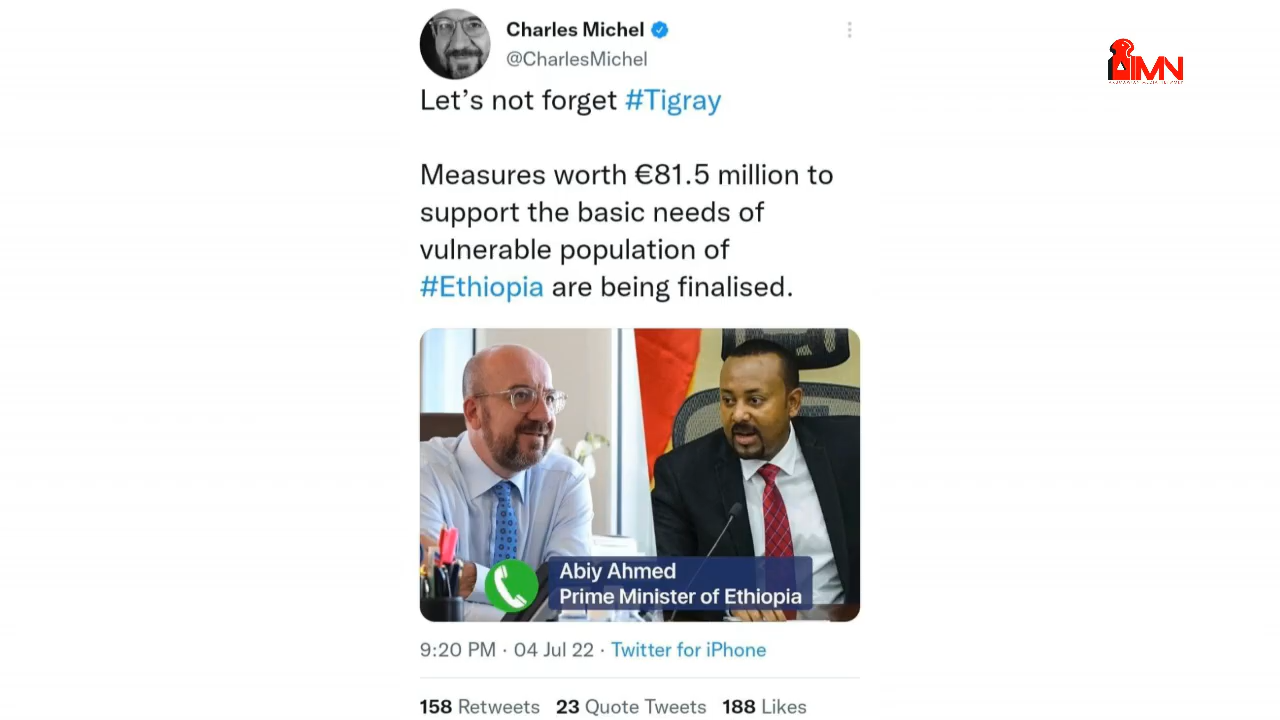 Charles Michel
@CharlesMichel
Let's not forget #Tigray
Measures worth €81.5 million to
support the basic needs of
vulnerable population of
#Ethiopia are being finalised.
Abiy Ahmed
Prime Minister of Ethiopia
9:20 PM · 04 Jul 22 · Twitter for iPhone
158 Retweets 23 Quote Tweets 188 Likes
IMN